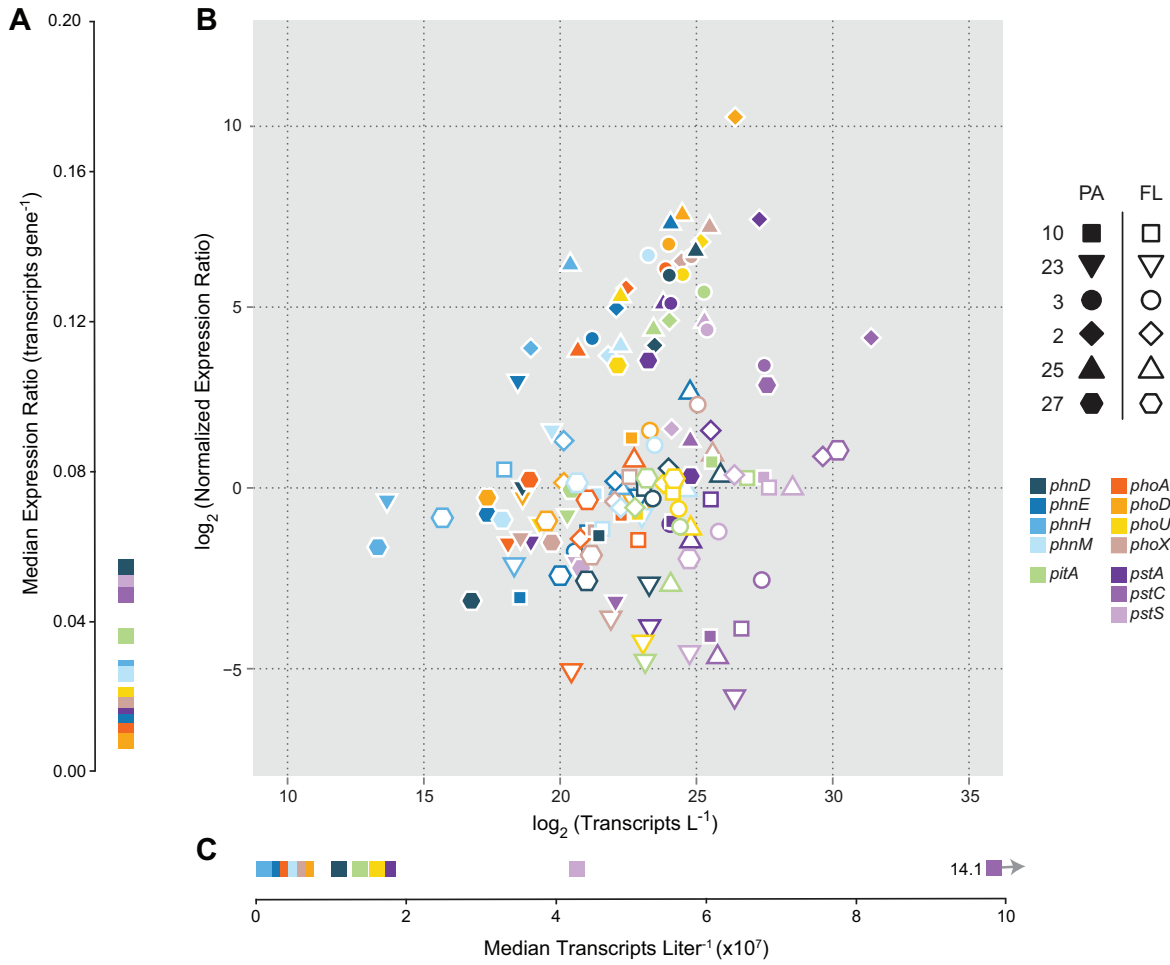 A
B
0.20
0.16
0.12
0.08
0.04
0.00
Median Expression Ratio (transcripts gene⁻¹)
10
5
0
−5
log₂ (Normalized Expression Ratio)
10
15
20
25
30
35
log₂ (Transcripts L⁻¹)
PA FL
10
23
3
2
25
27
phnD phoA
phnE phoD
phnH phoU
phnM phoX
pitA pstA
pstC
pstS
C
14.1
0
2
4
6
8
10
Median Transcripts Liter⁻¹ (x10⁷)